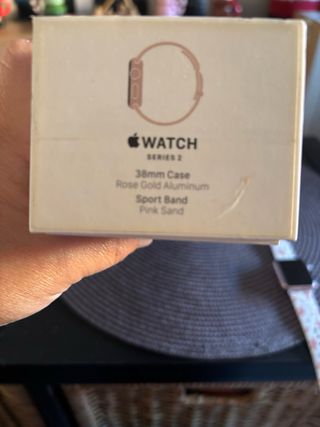 WATCH
SERIES 2
38mm Case
Rose Gold Aluminum
Sport Band
Pink Sand